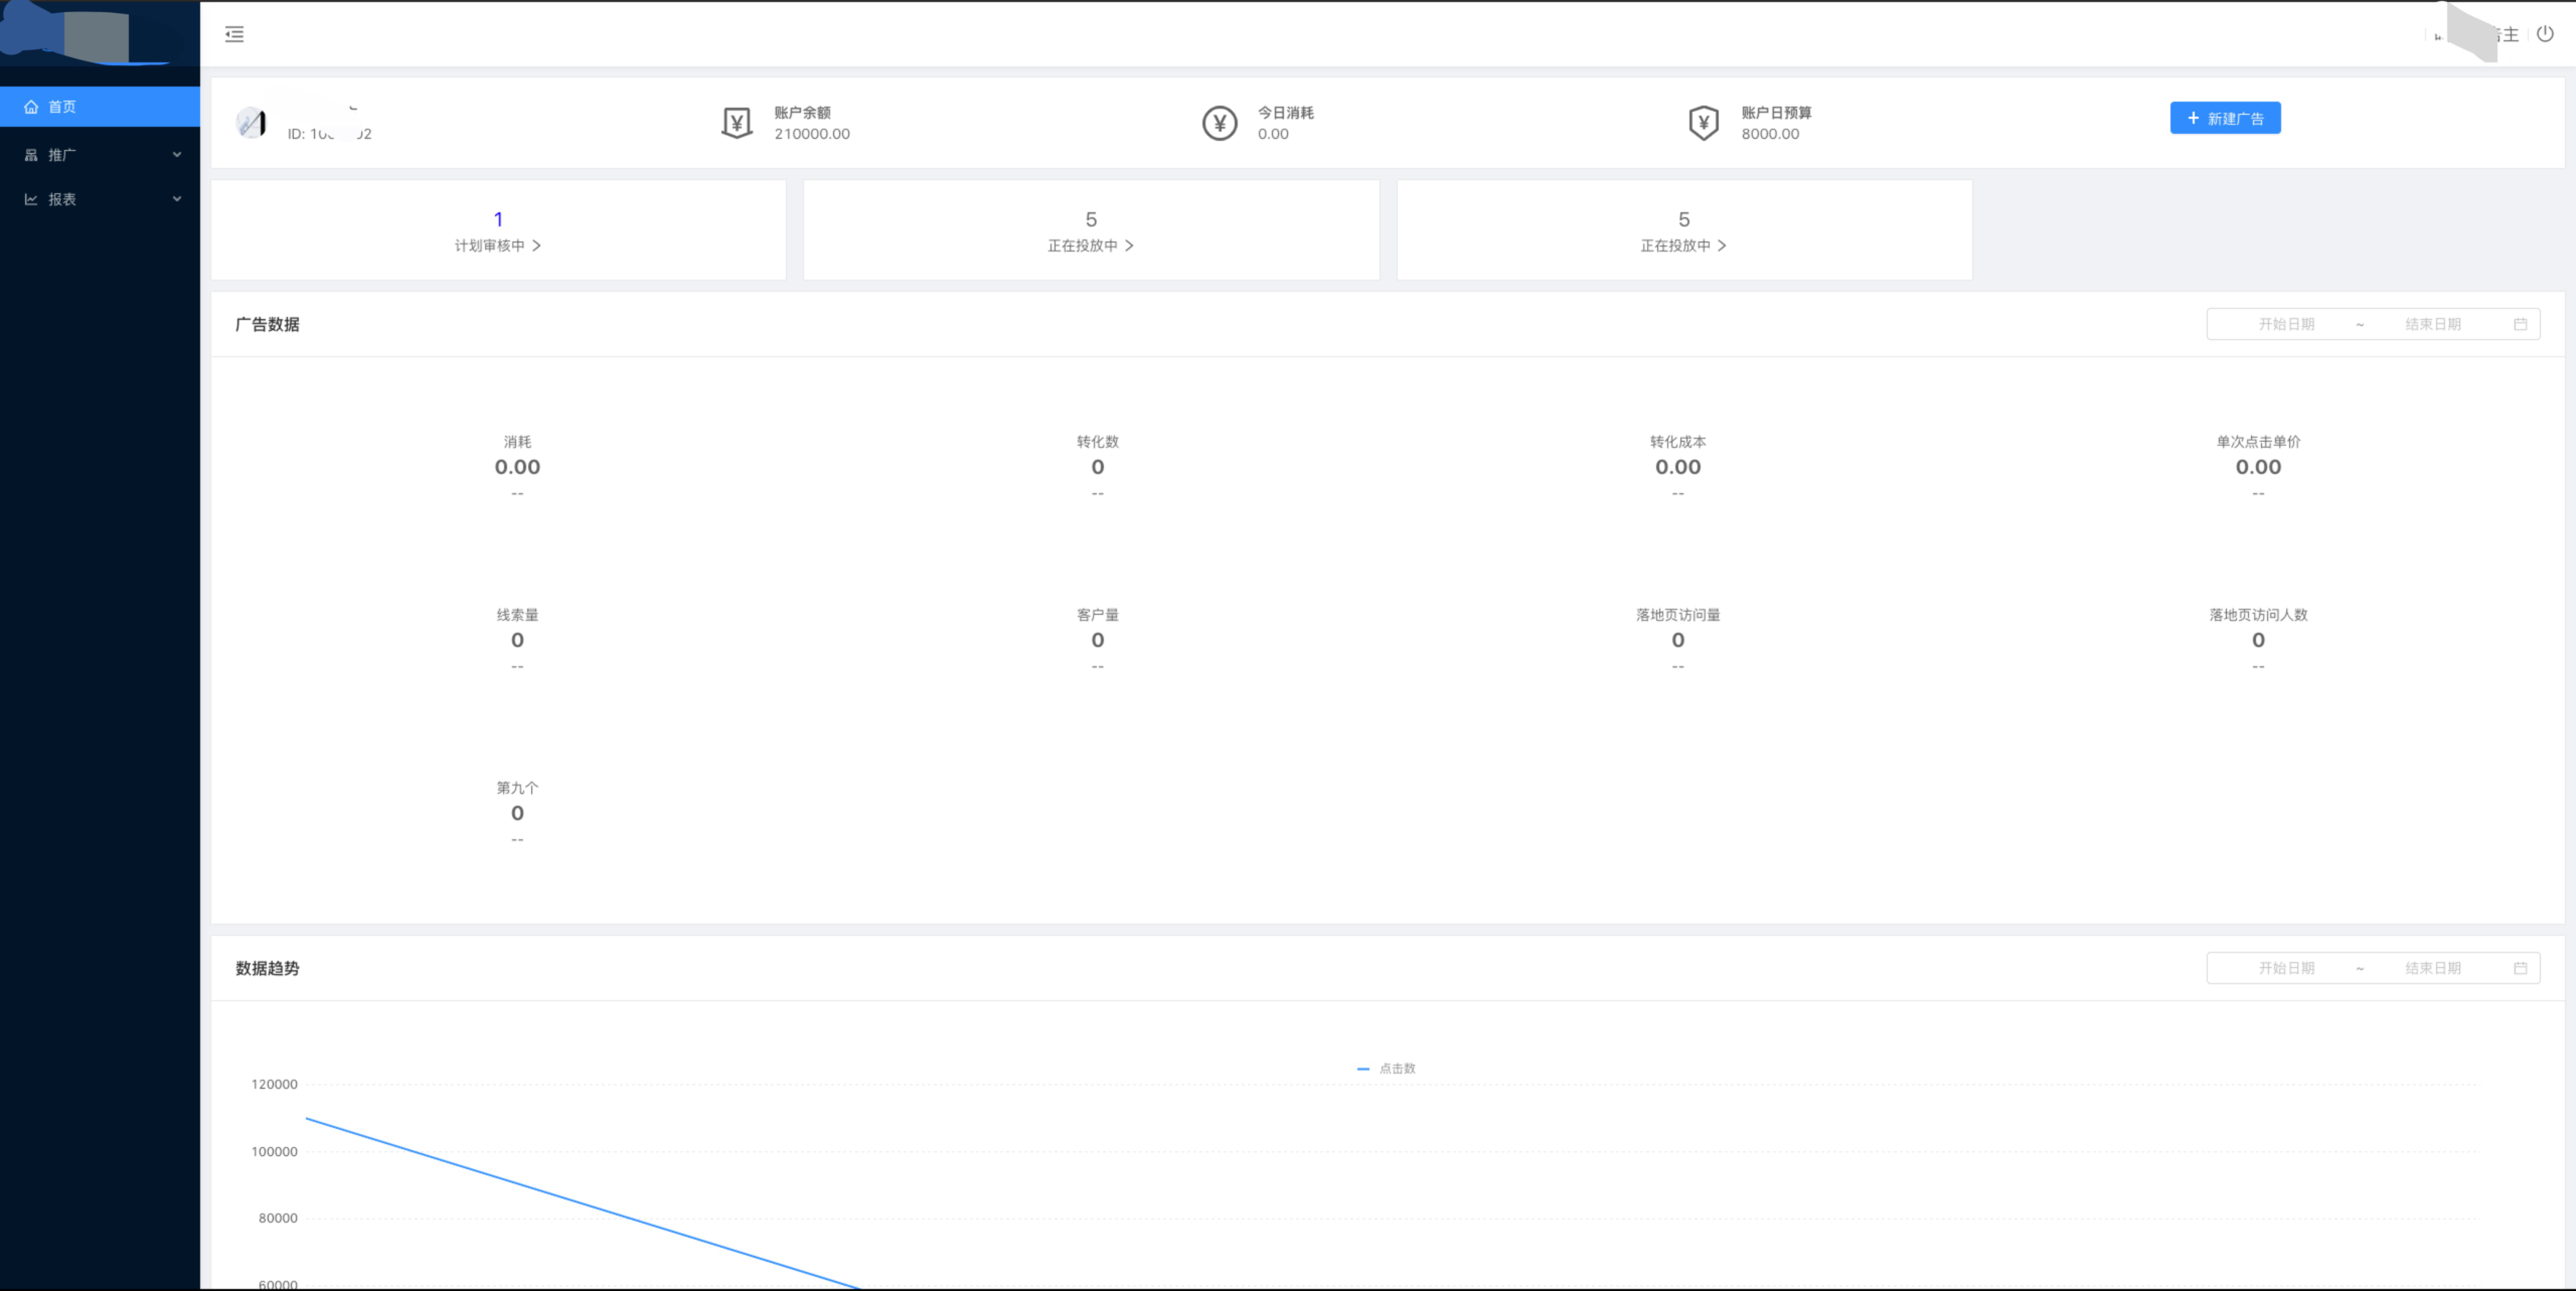 首页
推广
报表
主
ID: 10
02
账户余额
210000.00
今日消耗
0.00
账户日预算
8000.00
+ 新建广告
1
计划审核中 >
5
正在投放中 >
5
正在投放中 >
广告数据
开始日期 ~ 结束日期
消耗
0.00
--
转化数
0
--
转化成本
0.00
--
单次点击单价
0.00
--
线索量
0
--
客户量
0
--
落地页访问量
0
--
落地页访问人数
0
--
第九个
0
--
数据趋势
开始日期 ~ 结束日期
点击数
120000
100000
80000
60000